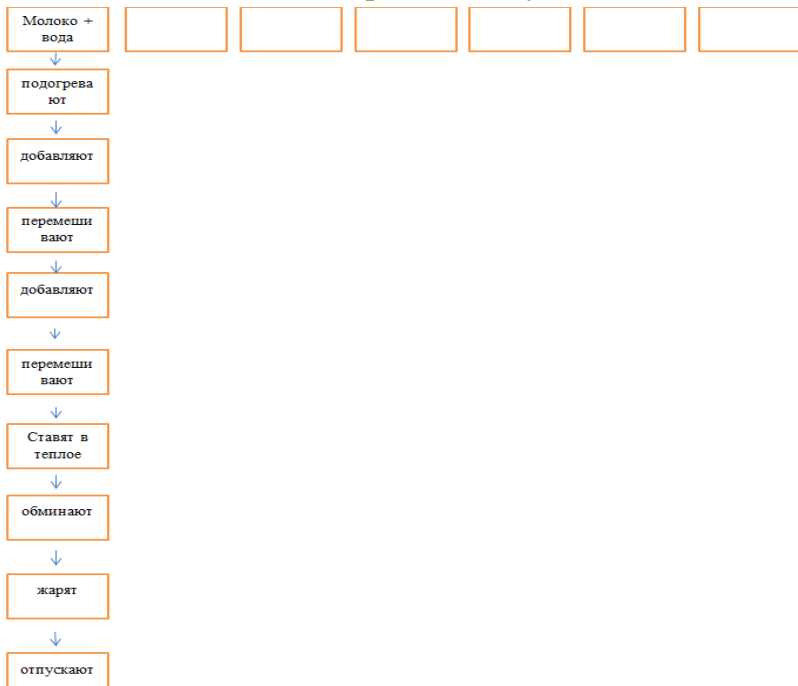 Молоко +
вода
подогрева
ют
добавляют
перемеши
вают
добавляют
перемеши
вают
Ставят в
теплое
обминают
жарят
отпускают